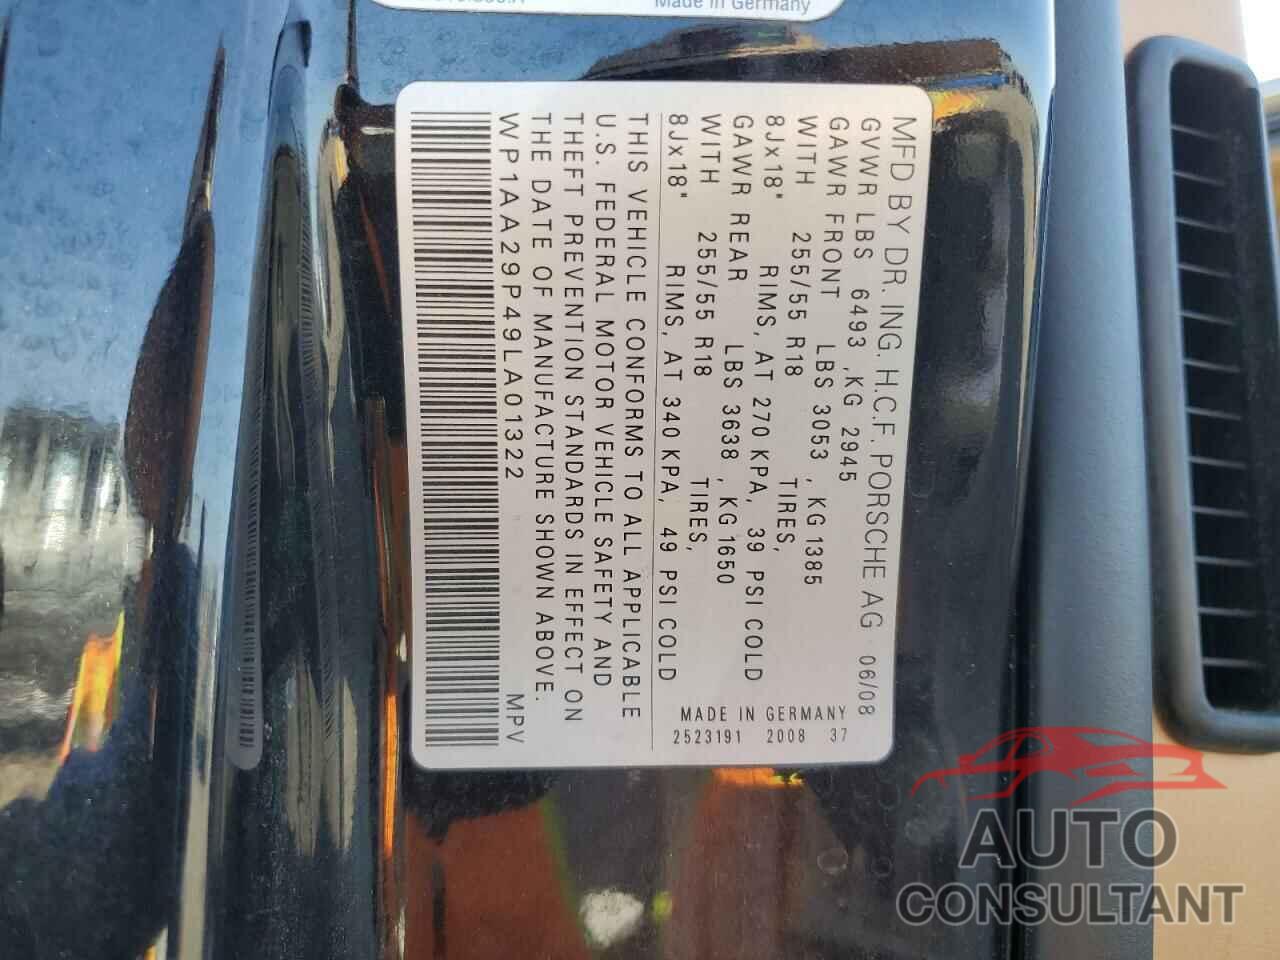 Made in Germany
MFD BY DR. ING. H.C.F. PORSCHE AG 06/08
GVWR LBS 6493 ,KG 2945
GAWR FRONT LBS 3053 , KG 1385
WITH 255/55 R18 TIRES,
8Jx18" RIMS, AT 270 KPA, 39 PSI COLD
GAWR REAR LBS 3638 , KG 1650
WITH 255/55 R18 TIRES,
8Jx18" RIMS, AT 340 KPA, 49 PSI COLD
THIS VEHICLE CONFORMS TO ALL APPLICABLE
U.S. FEDERAL MOTOR VEHICLE SAFETY AND
THEFT PREVENTION STANDARDS IN EFFECT ON
THE DATE OF MANUFACTURE SHOWN ABOVE.
WP1AA29P49LA01322 MPV
MADE IN GERMANY
2523191 2008 37
AUTO
CONSULTANT